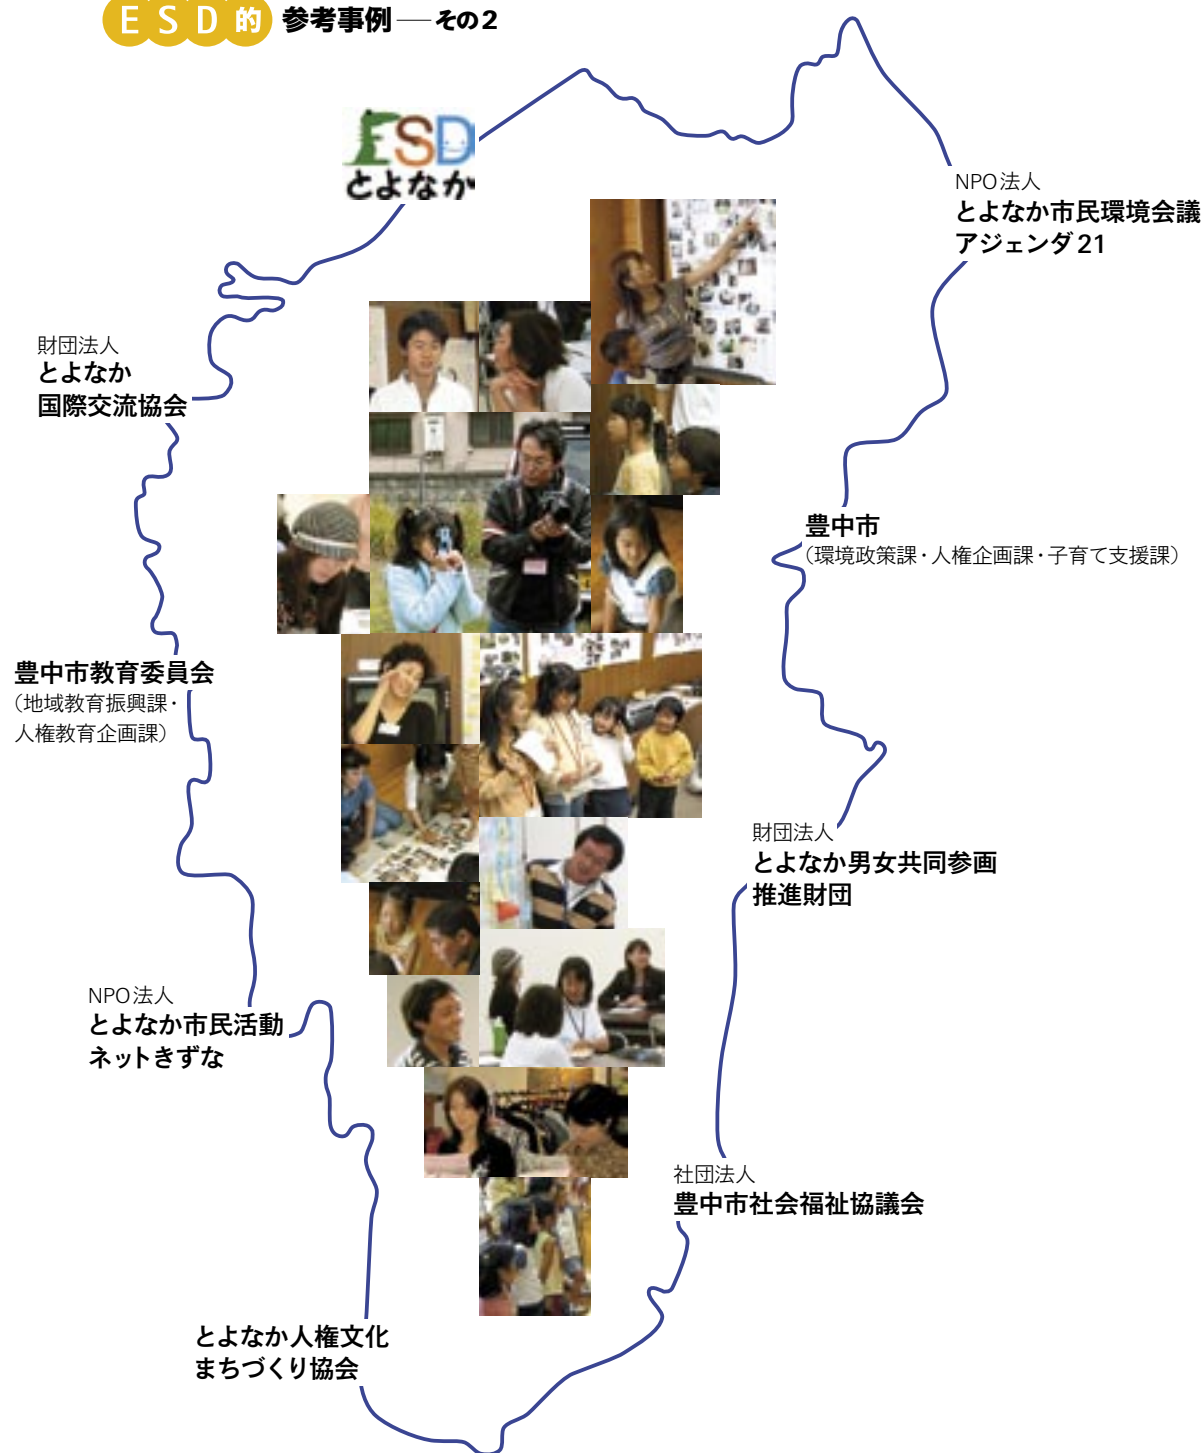 ESD的 参考事例──その2
ESD
とよなか
NPO法人
とよなか市民環境会議
アジェンダ21
財団法人
とよなか
国際交流協会
豊中市
（環境政策課・人権企画課・子育て支援課）
豊中市教育委員会
（地域教育振興課・
人権教育企画課）
財団法人
とよなか男女共同参画
推進財団
NPO法人
とよなか市民活動
ネットきずな
社団法人
豊中市社会福祉協議会
とよなか人権文化
まちづくり協会